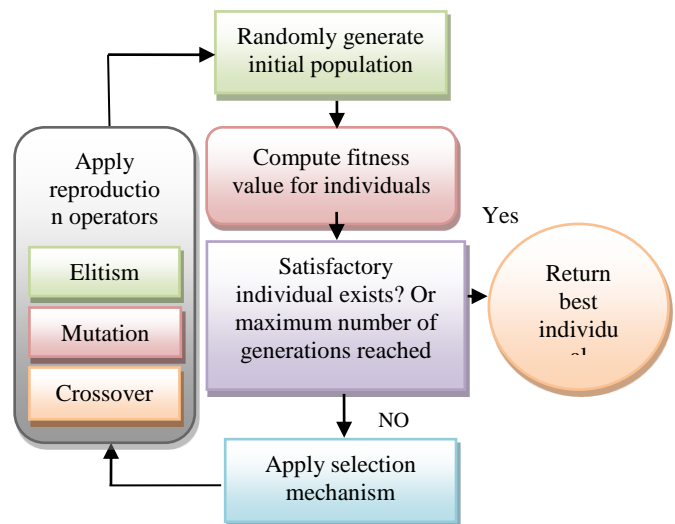 Randomly generate
initial population
Compute fitness
value for individuals
Satisfactory
individual exists? Or
maximum number of
generations reached
Yes
Return
best
individu
al
NO
Apply selection
mechanism
Apply
reproductio
n operators
Elitism
Mutation
Crossover